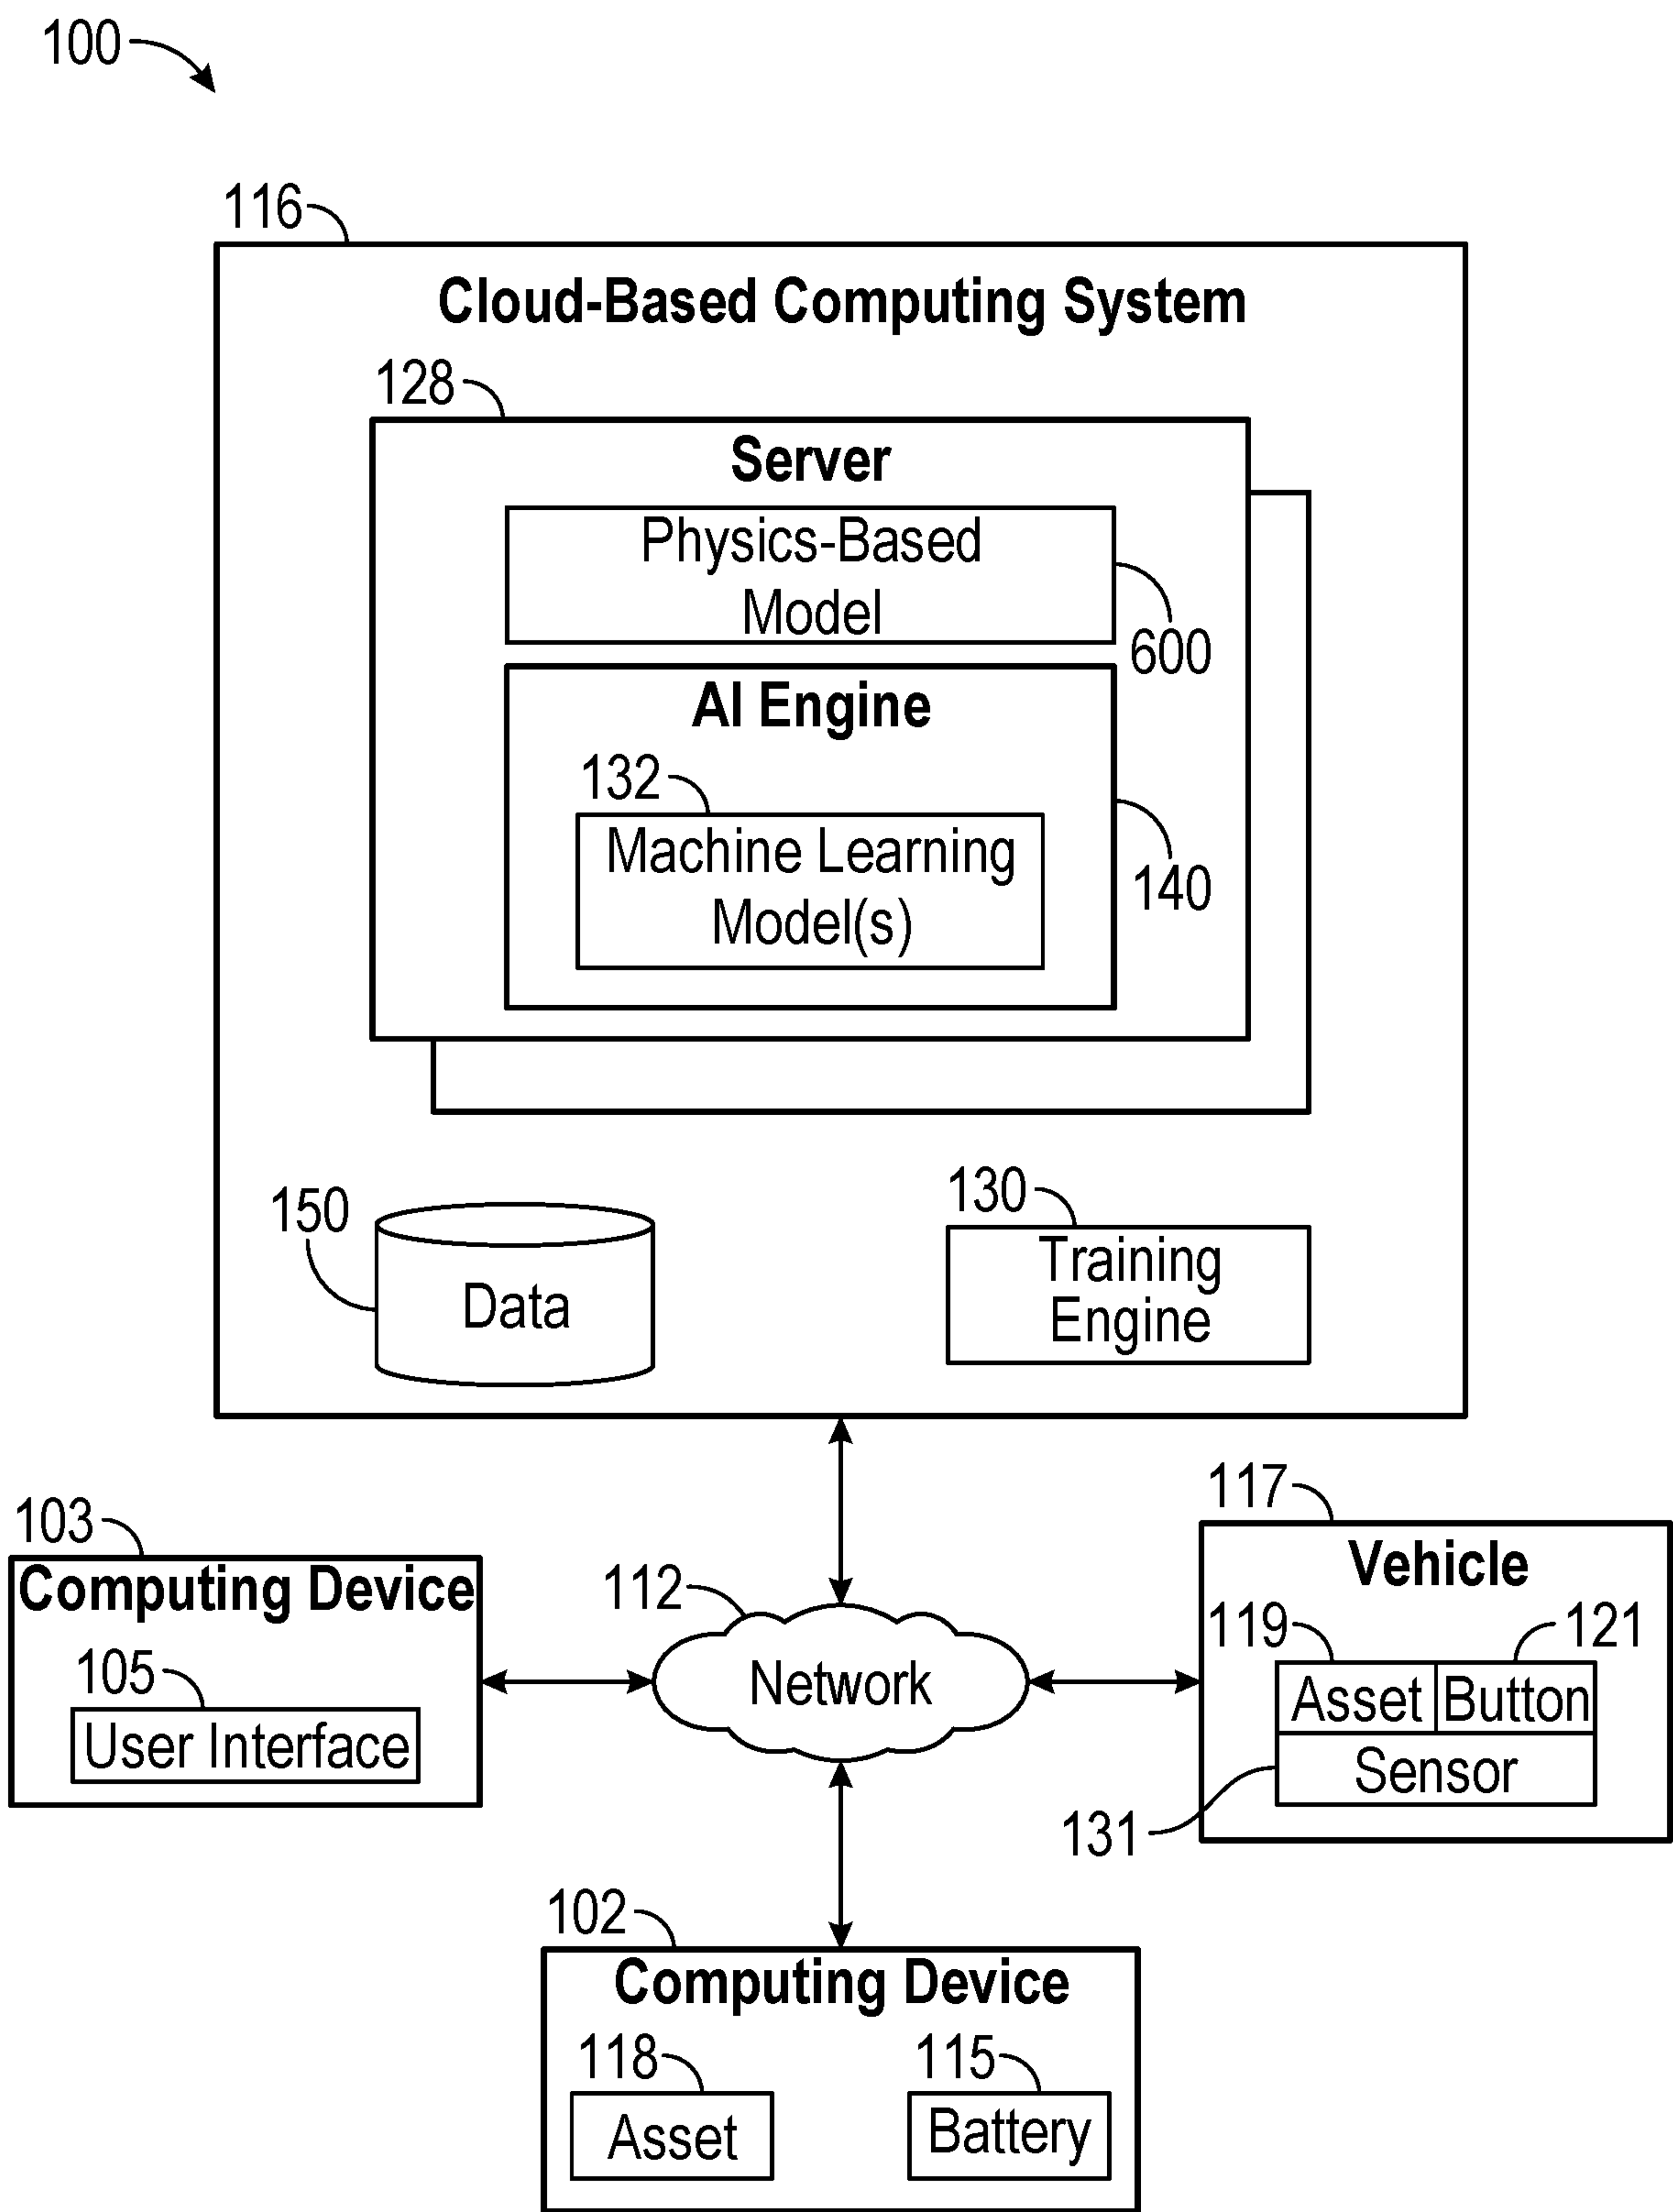 100
116
Cloud-Based Computing System
128
Server
Physics-Based
Model
600
AI Engine
132
Machine Learning
Model(s)
140
150
Data
130
Training
Engine
103
Computing Device
105
User Interface
112
Network
117
Vehicle
119
121
Asset
Button
Sensor
131
102
Computing Device
118
Asset
115
Battery